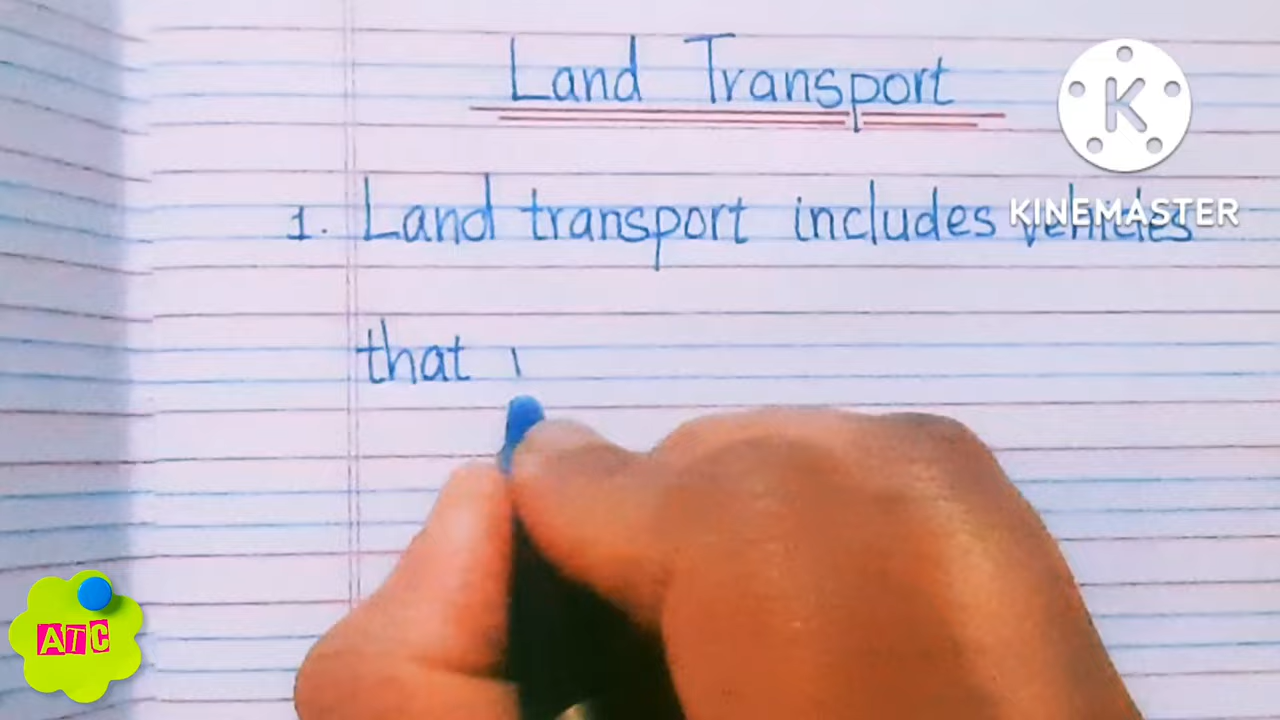 Land Transport
1. Land transport includes vehicles
that
KINEMASTER
ATC